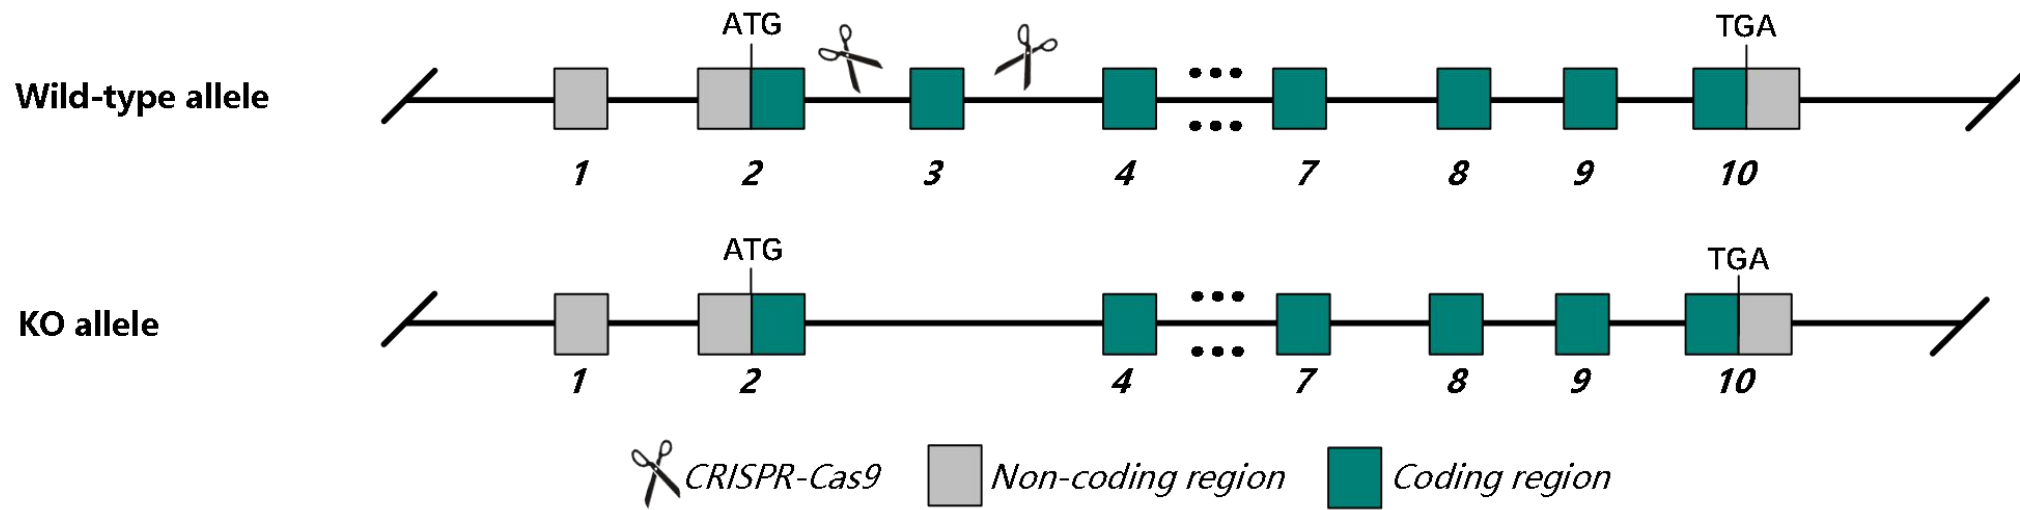 ATG TGA
Wild-type allele
1 2 3 4 7 8 9 10
ATG TGA
KO allele
1 2 4 7 8 9 10
CRISPR-Cas9 Non-coding region Coding region